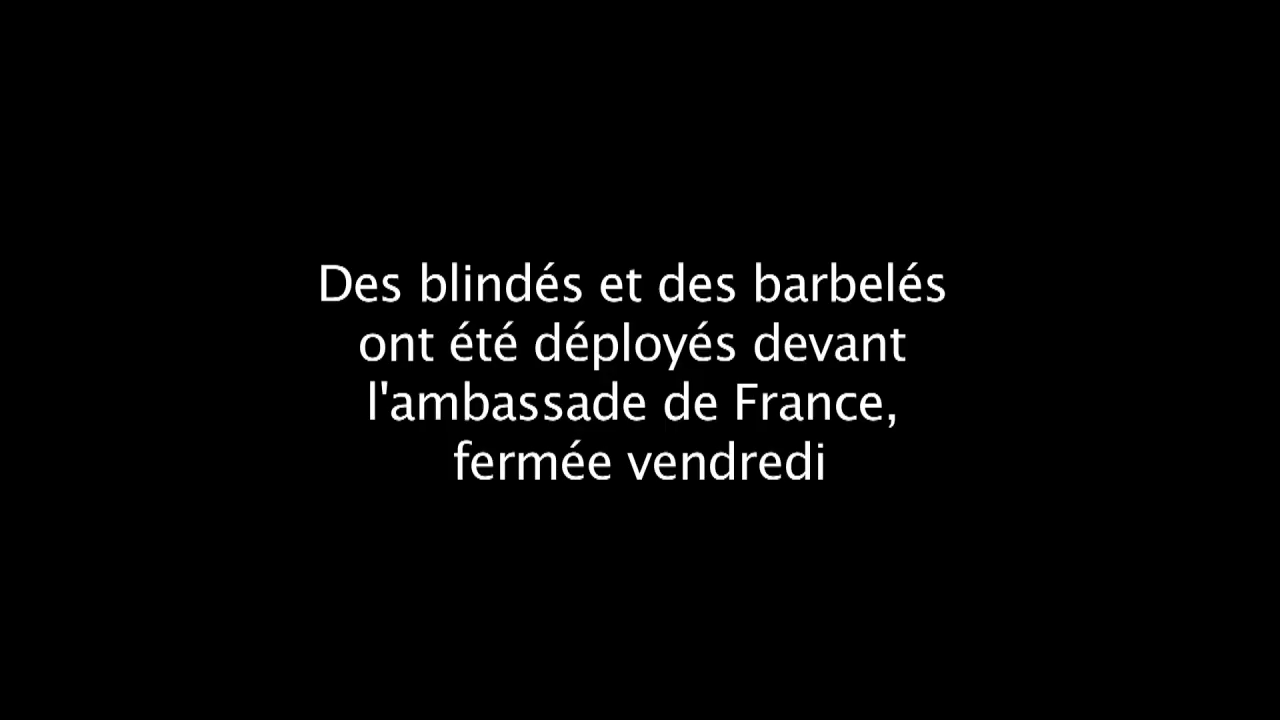 Des blindés et des barbelés
ont été déployés devant
l'ambassade de France,
fermée vendredi